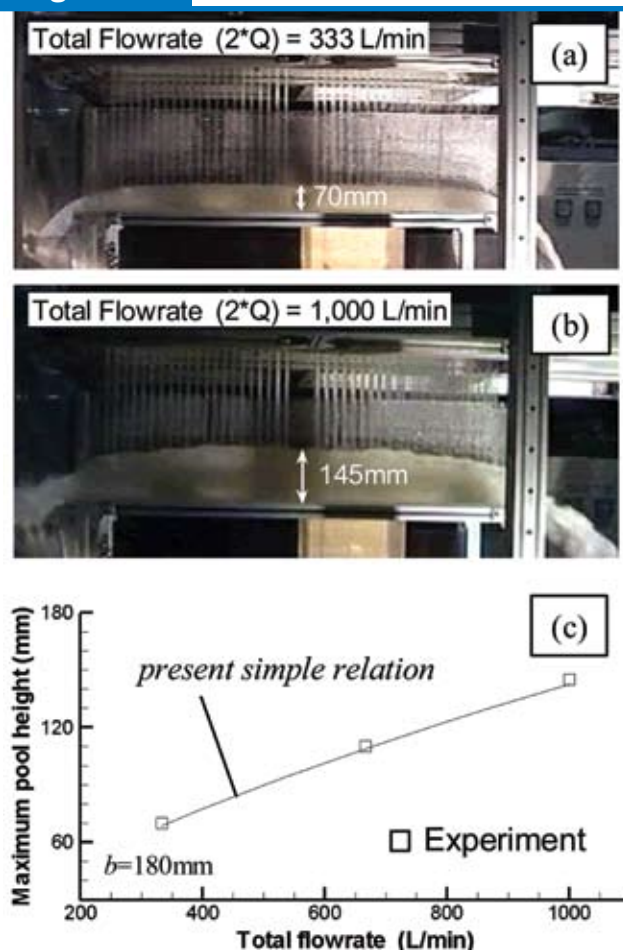 Total Flowrate (2*Q) = 333 L/min
(a)
70mm
Total Flowrate (2*Q) = 1,000 L/min
(b)
145mm
(c)
180
120
60
Maximum pool height (mm)
present simple relation
Experiment
b=180mm
200
400
600
800
1000
Total flowrate (L/min)